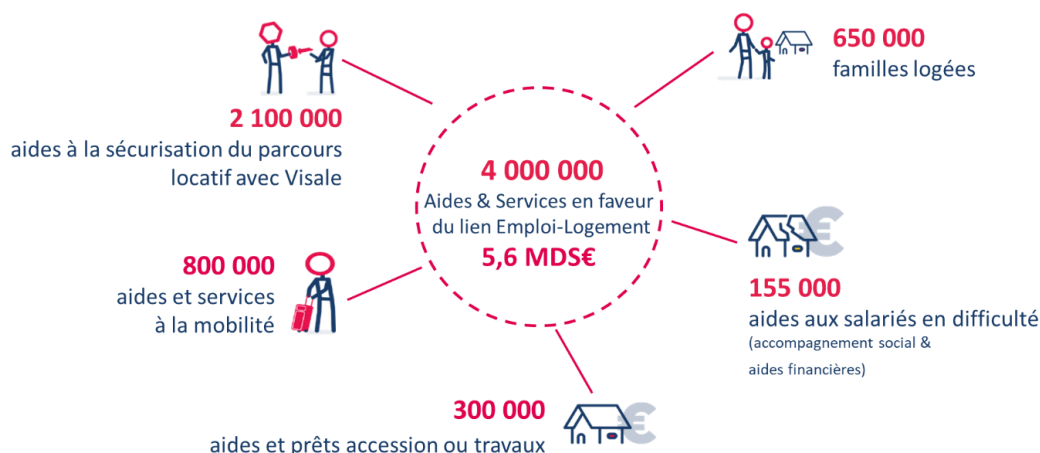 650 000
familles logées
2 100 000
aides à la sécurisation du parcours
locatif avec Visale
4 000 000
Aides & Services en faveur
du lien Emploi-Logement
5,6 MDS€
€
155 000
aides aux salariés en difficulté
(accompagnement social &
aides financières)
800 000
aides et services
à la mobilité
300 000
aides et prêts accession ou travaux
€